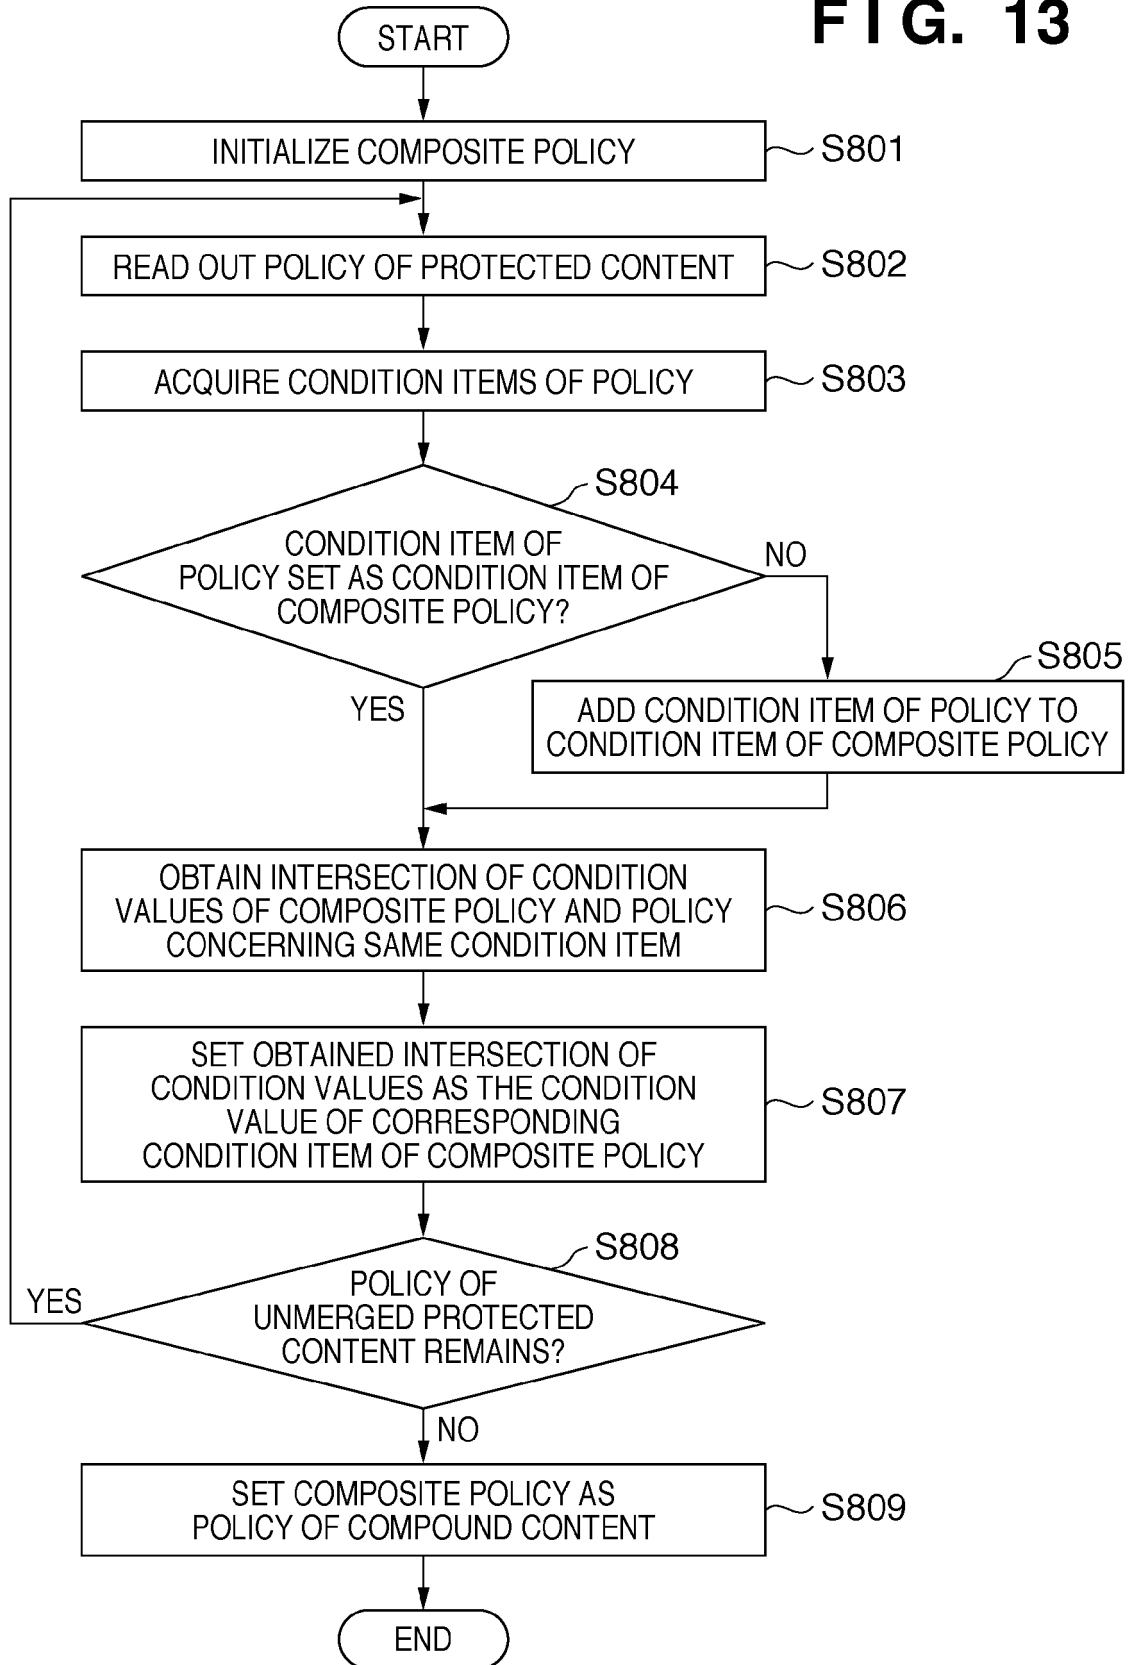 FIG. 13
START
INITIALIZE COMPOSITE POLICY
S801
READ OUT POLICY OF PROTECTED CONTENT
S802
ACQUIRE CONDITION ITEMS OF POLICY
S803
S804
CONDITION ITEM OF
POLICY SET AS CONDITION ITEM OF
COMPOSITE POLICY?
NO
YES
S805
ADD CONDITION ITEM OF POLICY TO
CONDITION ITEM OF COMPOSITE POLICY
OBTAIN INTERSECTION OF CONDITION
VALUES OF COMPOSITE POLICY AND POLICY
CONCERNING SAME CONDITION ITEM
S806
SET OBTAINED INTERSECTION OF
CONDITION VALUES AS THE CONDITION
VALUE OF CORRESPONDING
CONDITION ITEM OF COMPOSITE POLICY
S807
S808
POLICY OF
UNMERGED PROTECTED
CONTENT REMAINS?
YES
NO
SET COMPOSITE POLICY AS
POLICY OF COMPOUND CONTENT
S809
END